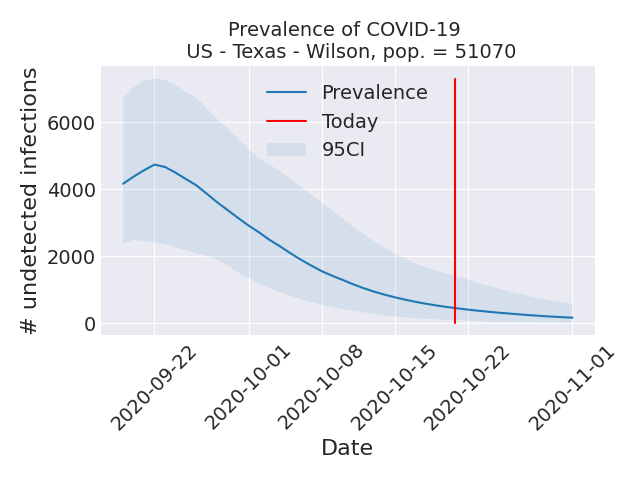 Prevalence of COVID-19
US - Texas - Wilson, pop. = 51070
Prevalence
Today
95CI
# undetected infections
6000
4000
2000
0
2020-09-22
2020-10-01
2020-10-08
2020-10-15
2020-10-22
2020-11-01
Date